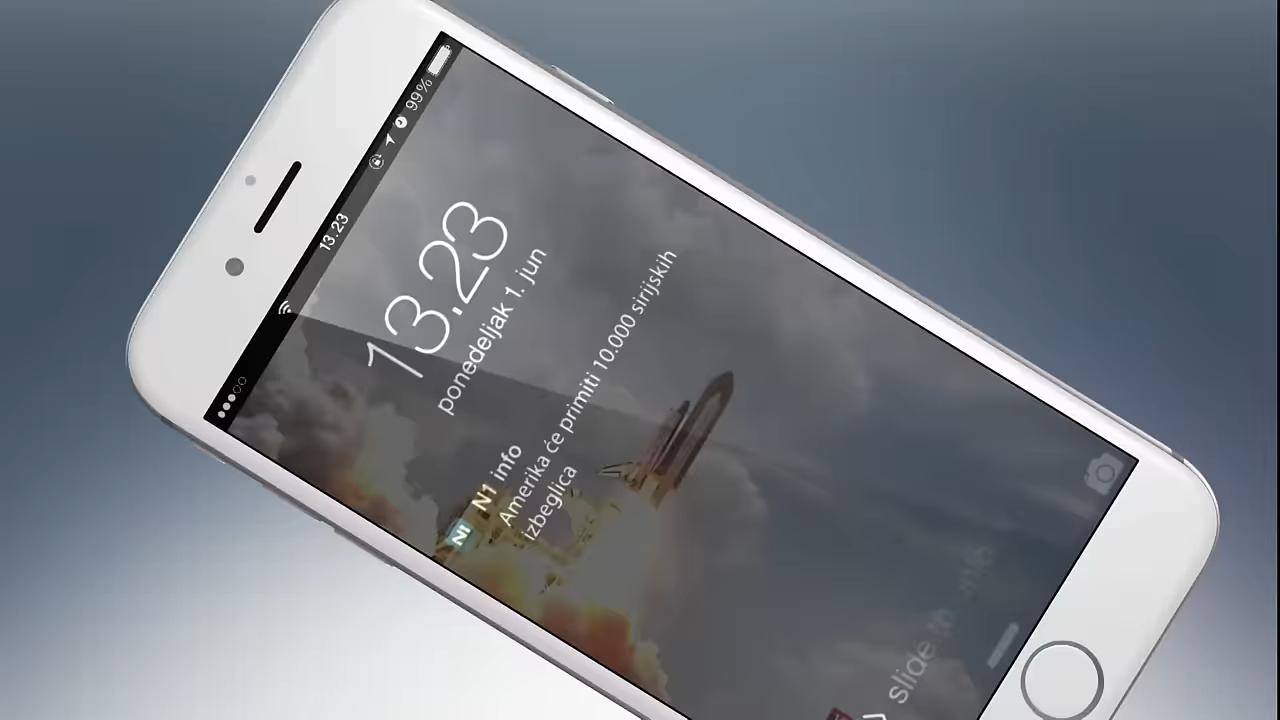 99%
13.23
13.23
ponedeljak 1. jun
N1 info
Amerika će primiti 10.000 sirijskih
izbeglica
N1
slide to